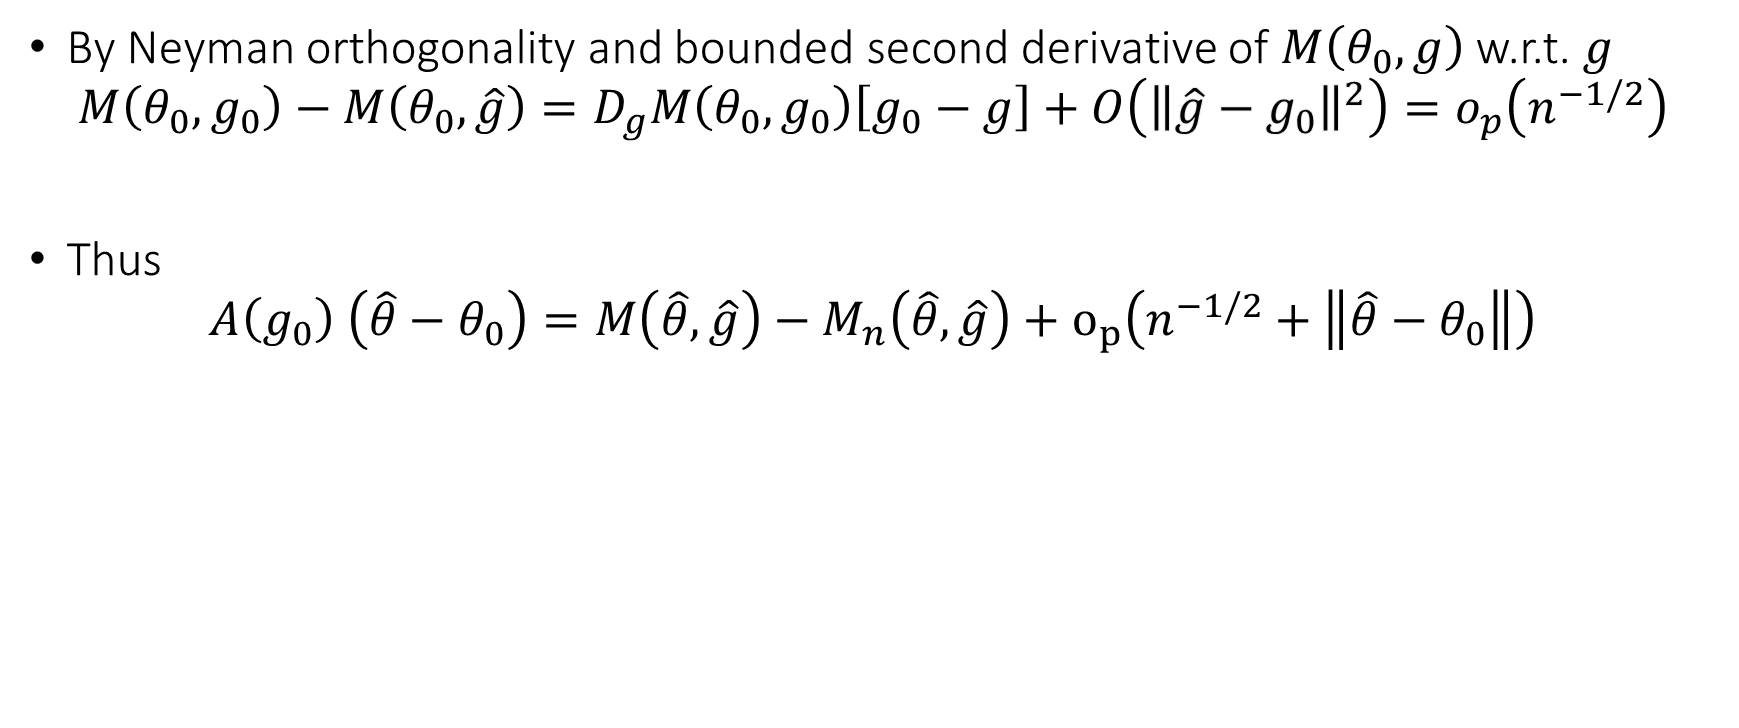 • By Neyman orthogonality and bounded second derivative of 𝑀(𝜃₀, 𝑔) w.r.t. 𝑔
𝑀(𝜃₀, 𝑔₀) − 𝑀(𝜃₀, 𝑔̂) = 𝐷_𝑔𝑀(𝜃₀, 𝑔₀)[𝑔₀ − 𝑔] + 𝑂(‖𝑔̂ − 𝑔₀‖²) = 𝑜ₚ(𝑛^{−1/2})
• Thus
𝐴(𝑔₀) (𝜃̂ − 𝜃₀) = 𝑀(𝜃̂, 𝑔̂) − 𝑀ₙ(𝜃̂, 𝑔̂) + oₚ(𝑛^{−1/2} + ‖𝜃̂ − 𝜃₀‖)